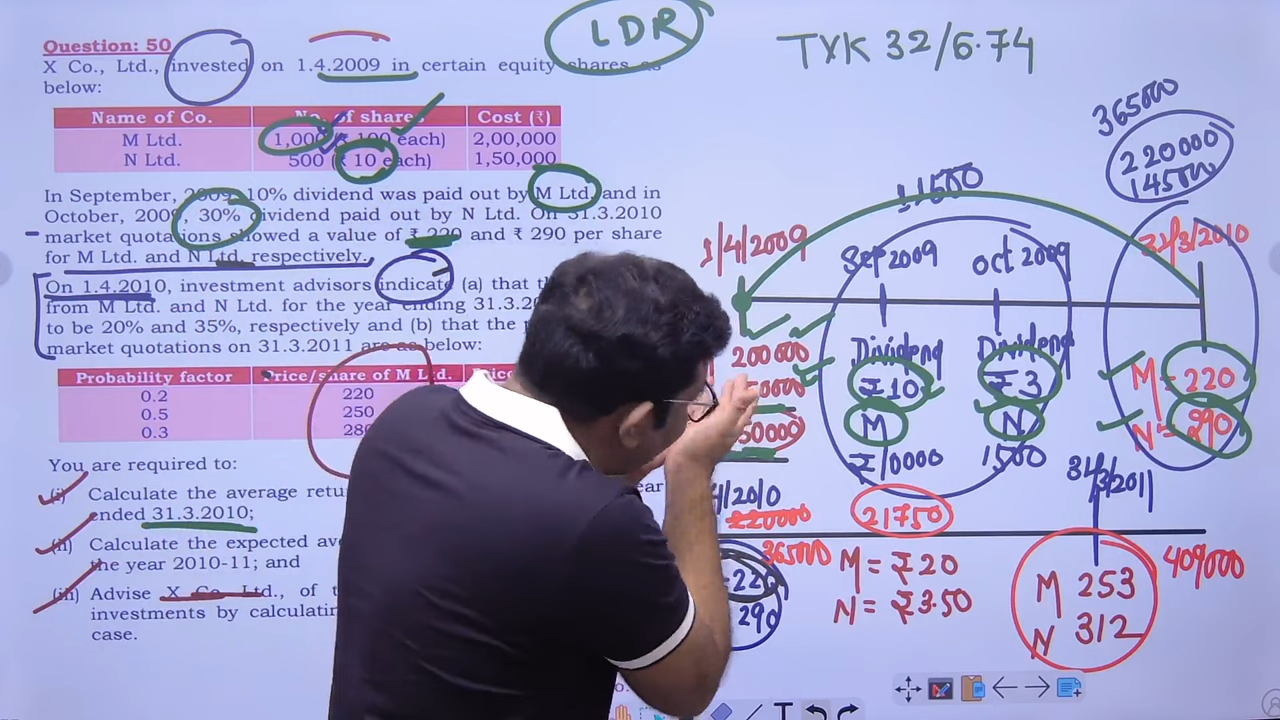 Question: 50
X Co., Ltd., invested on 1.4.2009 in certain equity shares as
below:
Name of Co. No. of shares Cost (₹)
M Ltd. 1,000 (₹ 100 each) 2,00,000
N Ltd. 500 (₹ 10 each) 1,50,000
In September, 2009, 10% dividend was paid out by M Ltd. and in
October, 2009, 30% dividend paid out by N Ltd. On 31.3.2010
market quotations showed a value of ₹ 220 and ₹ 290 per share
for M Ltd. and N Ltd. respectively.
On 1.4.2010, investment advisors indicate (a) that
from M Ltd. and N Ltd. for the year ending
to be 20% and 35%, respectively and (b) that the
market quotations on 31.3.2011 are as below:
Probability factor Price/share of M Ltd.
0.2 220
0.5 250
0.3 280
You are required to:
(i) Calculate the average
ended 31.3.2010;
(ii) Calculate the expected
the year 2010-11; and
(iii) Advise X Co., Ltd., of
investments by
case.
LDR
TYK 32/6.74
365000
220000
145000
11500
1/4/2009
Sep 2009
Oct 2009
31/3/2010
200000
Dividend
Dividend
₹10
₹3
M = 220
M
N
N = 290
₹10000
1500
31/3/2011
/2010
220000
21750
365000
M = ₹20
409000
M 253
290
N = ₹3.50
N 312